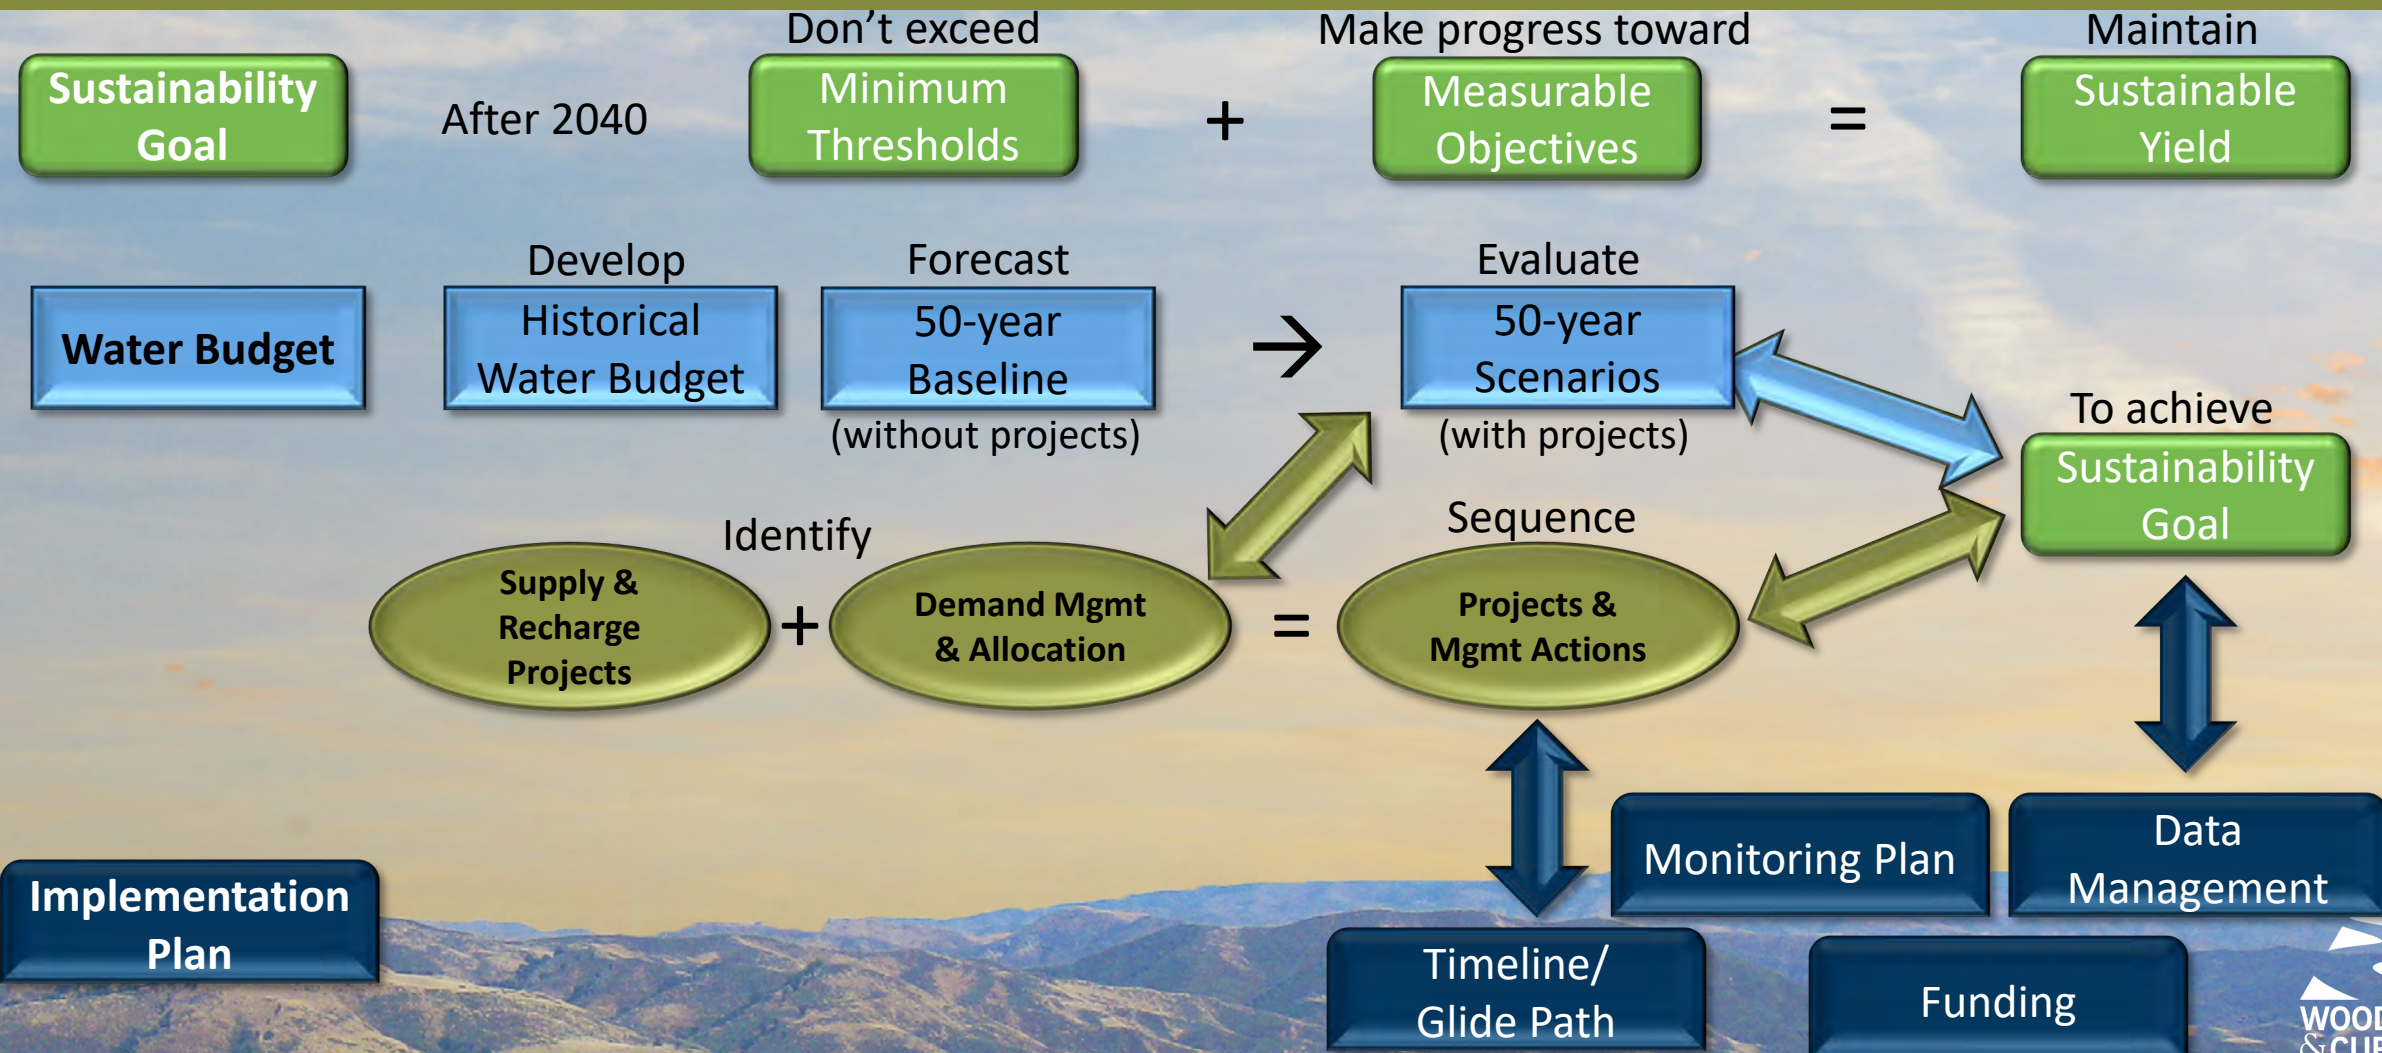 Don't exceed
Make progress toward
Maintain
Sustainability
Goal
After 2040
Minimum
Thresholds
+
Measurable
Objectives
=
Sustainable
Yield
Develop
Forecast
Evaluate
Water Budget
Historical
Water Budget
50-year
Baseline
(without projects)
→
50-year
Scenarios
(with projects)
To achieve
Sustainability
Goal
Identify
Sequence
Supply &
Recharge
Projects
+
Demand Mgmt
& Allocation
=
Projects &
Mgmt Actions
Implementation
Plan
Monitoring Plan
Data
Management
Timeline/
Glide Path
Funding